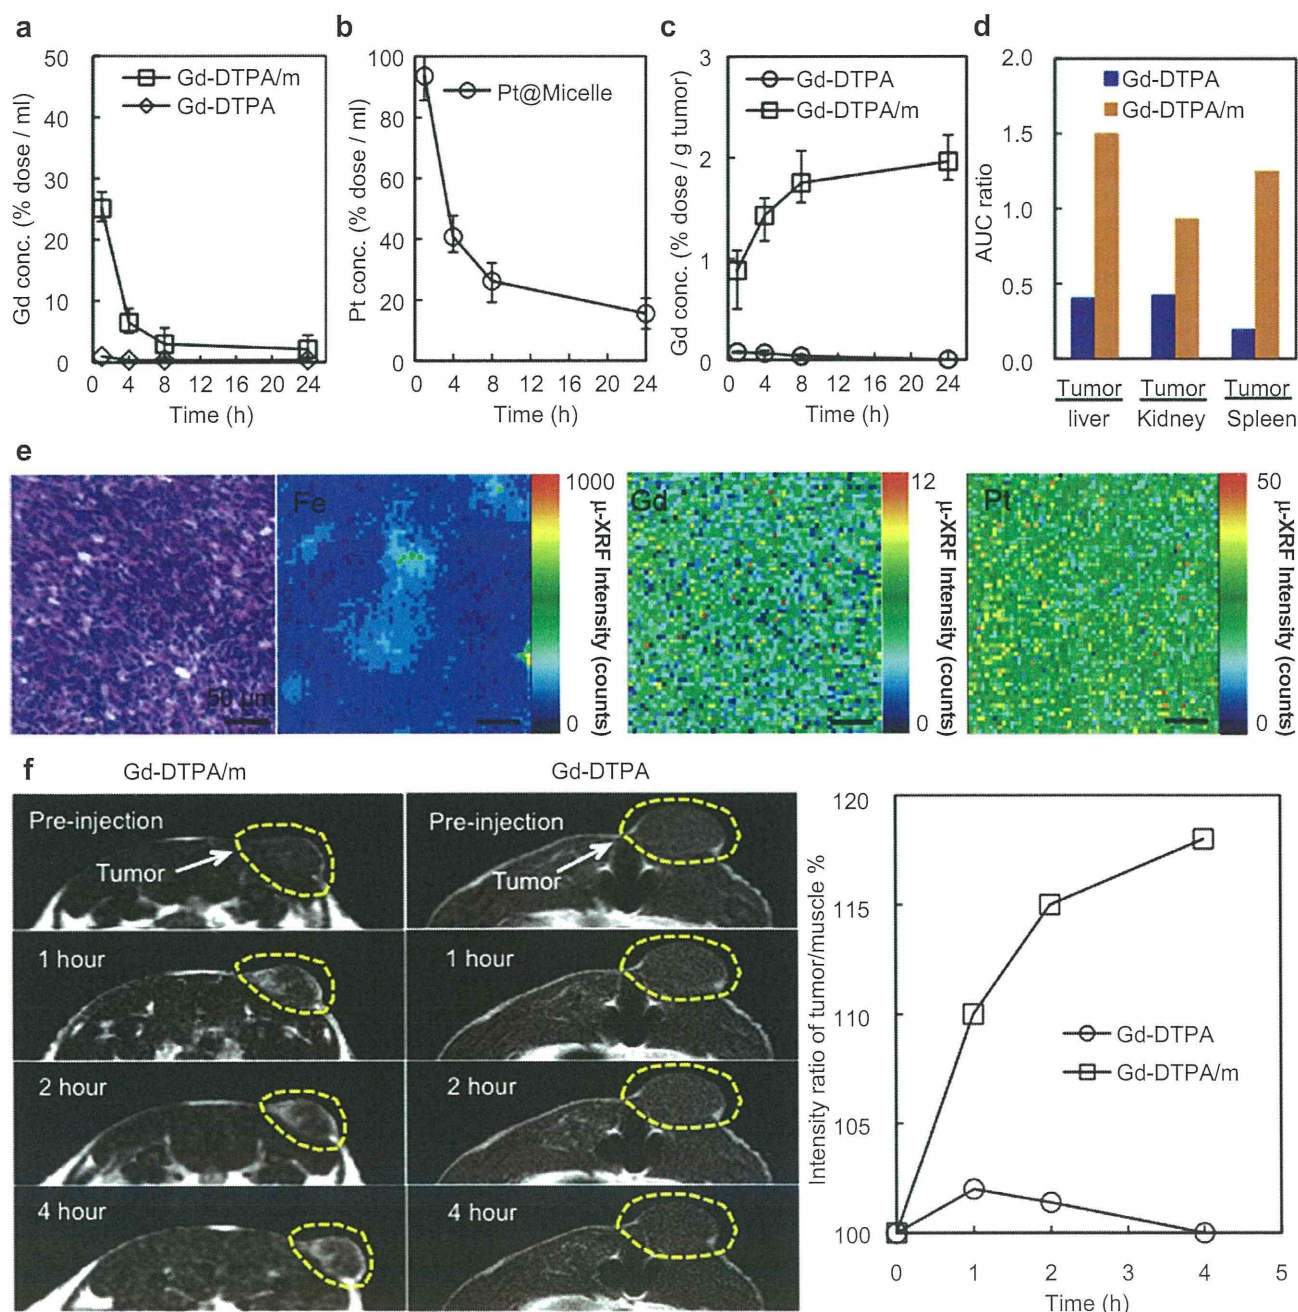 a
50
40
30
20
10
0
Gd conc. (% dose / ml)
Gd-DTPA/m
Gd-DTPA
0 4 8 12 16 20 24
Time (h)
b
100
80
60
40
20
0
Pt conc. (% dose / ml)
Pt@Micelle
0 4 8 12 16 20 24
Time (h)
c
3
2
1
0
Gd conc. (% dose / g tumor)
Gd-DTPA
Gd-DTPA/m
0 4 8 12 16 20 24
Time (h)
d
2.0
1.5
1.0
0.5
0.0
AUC ratio
Gd-DTPA
Gd-DTPA/m
Tumor Tumor Tumor
liver Kidney Spleen
e
50 µm
Fe
1000
0
µ-XRF Intensity (counts)
Gd
12
0
µ-XRF Intensity (counts)
Pt
50
0
µ-XRF Intensity (counts)
f
Gd-DTPA/m
Pre-injection
Tumor
1 hour
2 hour
4 hour
Gd-DTPA
Pre-injection
Tumor
1 hour
2 hour
4 hour
120
115
110
105
100
Intensity ratio of tumor/muscle %
Gd-DTPA
Gd-DTPA/m
0 1 2 3 4 5
Time (h)